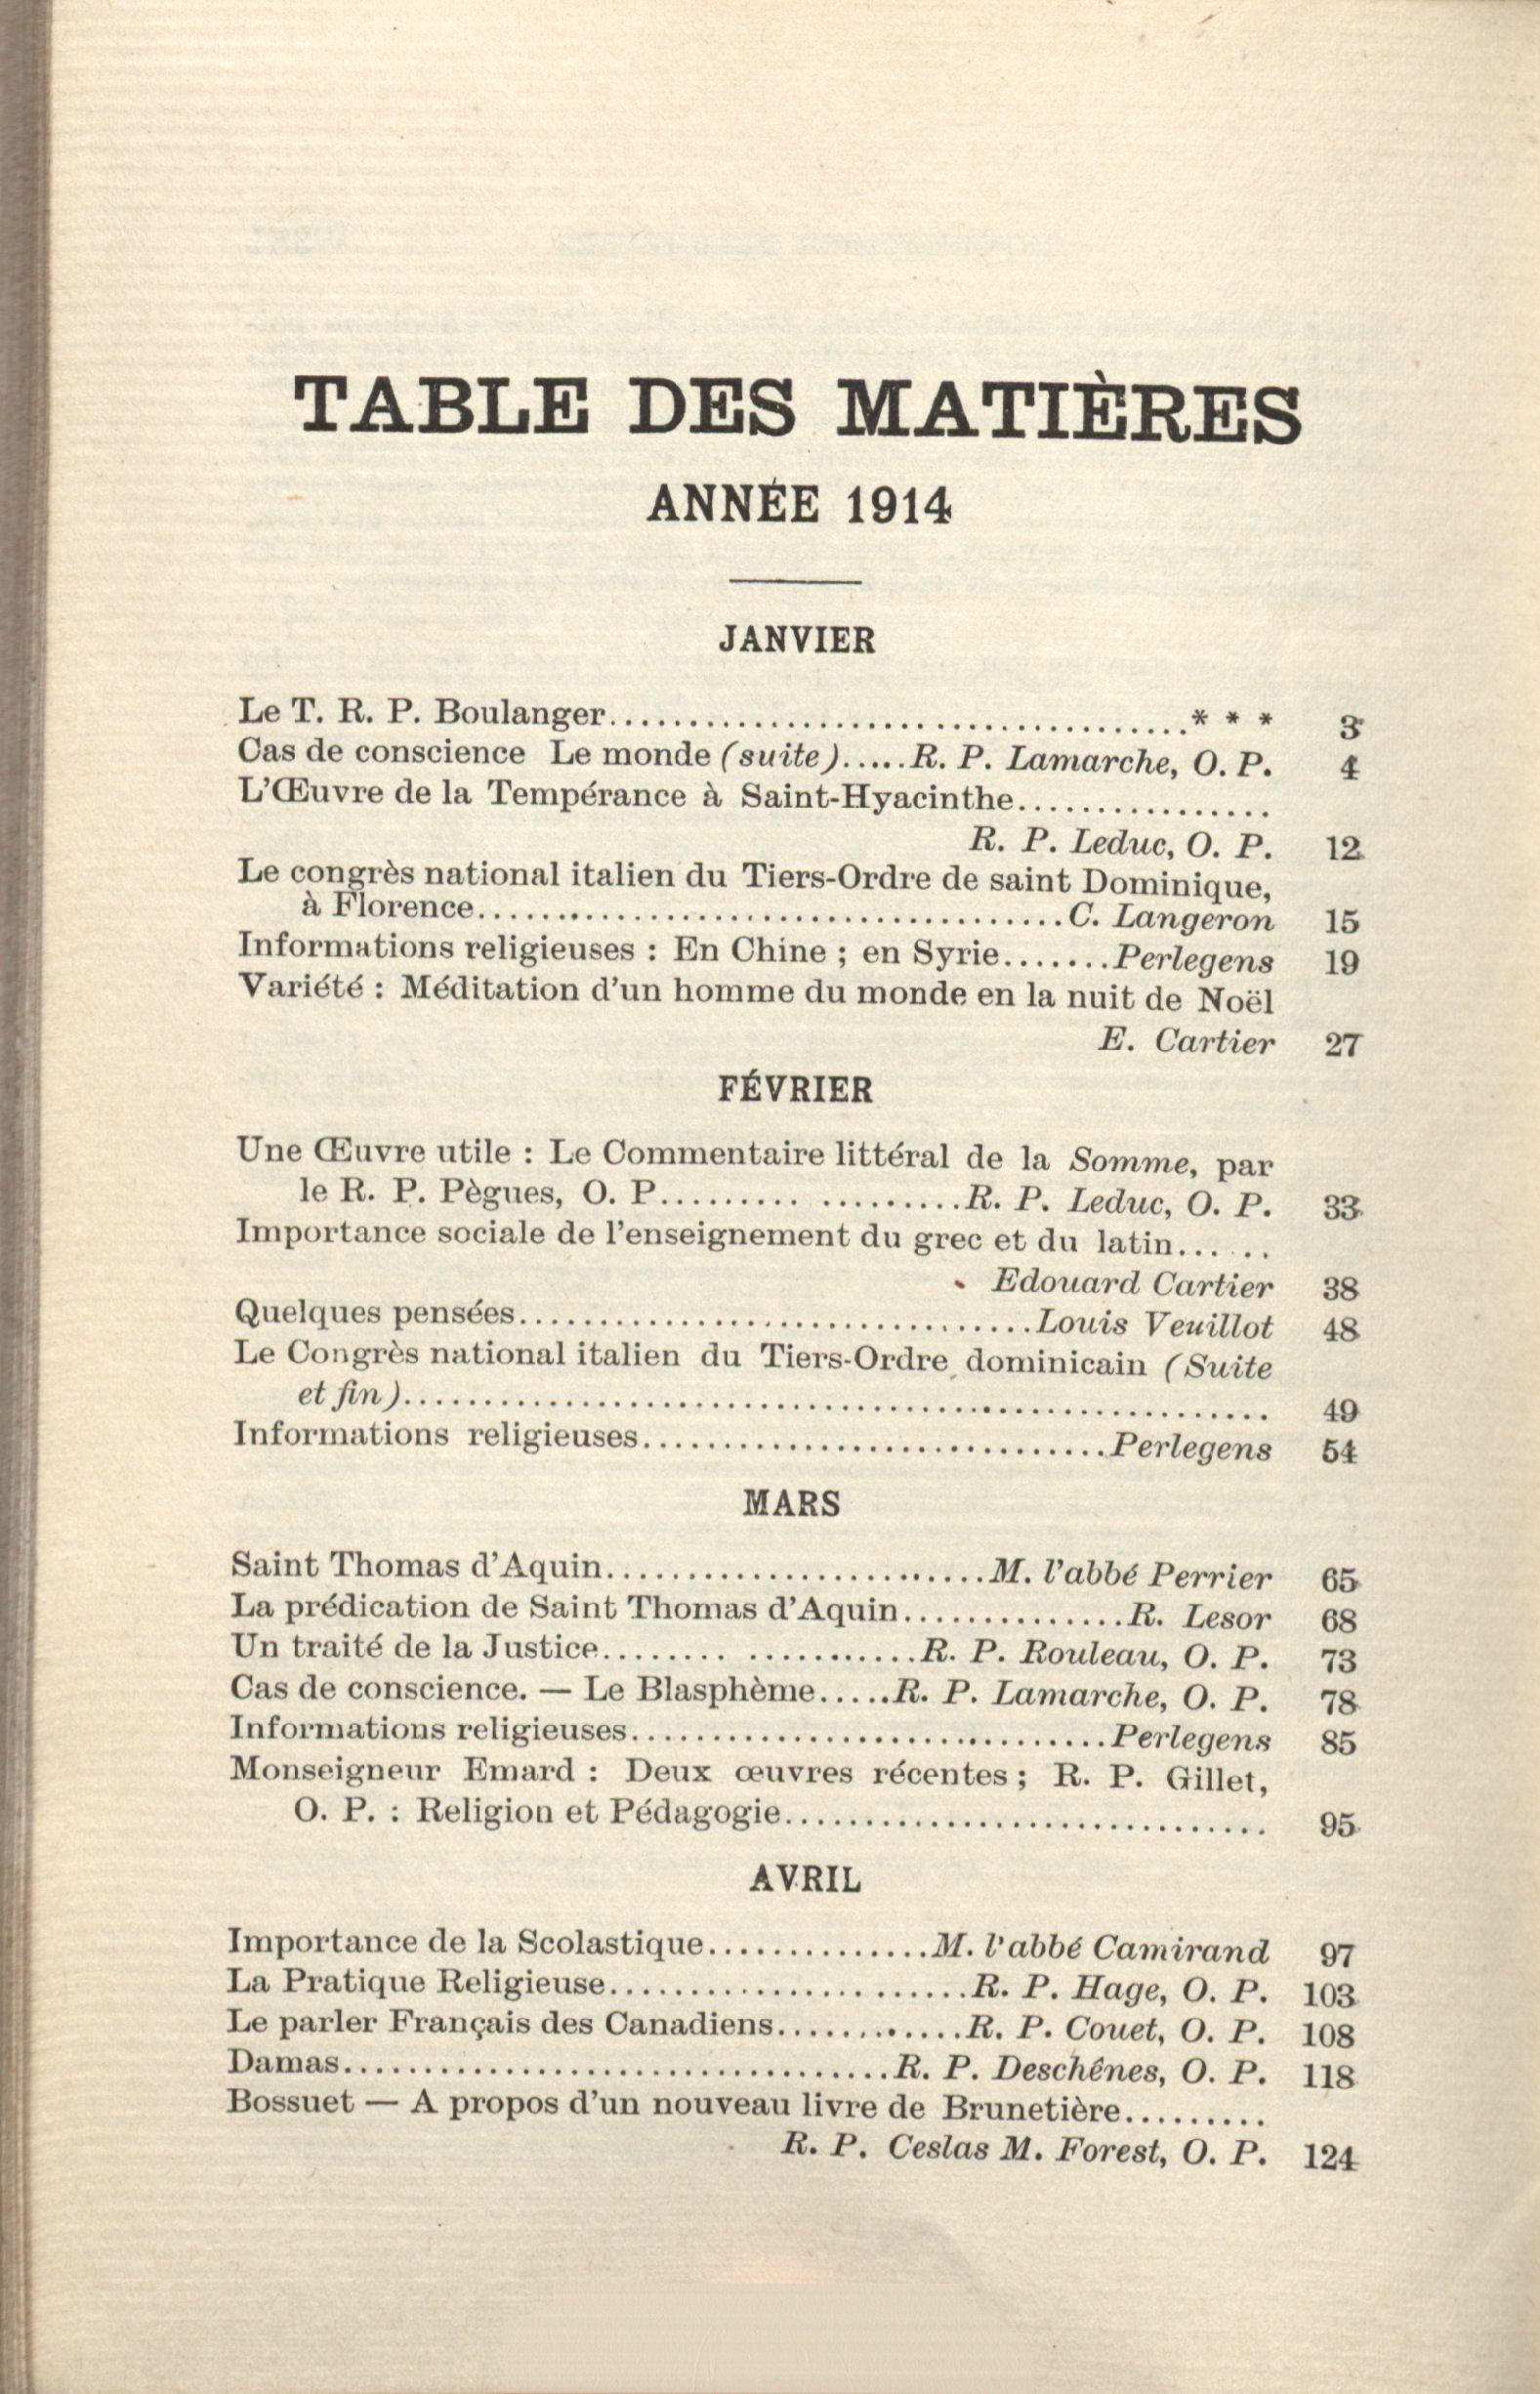 TABLE DES MATIÈRES
ANNÉE 1914
JANVIER
Le T. R. P. Boulanger.....................................* * * 3
Cas de conscience Le monde (suite).....R. P. Lamarche, O. P. 4
L'Œuvre de la Tempérance à Saint-Hyacinthe................
R. P. Leduc, O. P. 12
Le congrès national italien du Tiers-Ordre de saint Dominique,
à Florence.....................................C. Langeron 15
Informations religieuses : En Chine ; en Syrie.......Perlegens 19
Variété : Méditation d'un homme du monde en la nuit de Noël
E. Cartier 27
FÉVRIER
Une Œuvre utile : Le Commentaire littéral de la Somme, par
le R. P. Pègues, O. P......... .........R. P. Leduc, O. P. 33
Importance sociale de l'enseignement du grec et du latin... ...
Edouard Cartier 38
Quelques pensées.................................Louis Veuillot 48
Le Congrès national italien du Tiers-Ordre dominicain (Suite
et fin)....................................................... 49
Informations religieuses..............................Perlegens 54
MARS
Saint Thomas d'Aquin........................M. l'abbé Perrier 65
La prédication de Saint Thomas d'Aquin..............R. Lesor 68
Un traité de la Justice........ ...........R. P. Rouleau, O. P. 73
Cas de conscience. — Le Blasphème.....R. P. Lamarche, O. P. 78
Informations religieuses..............................Perlegens 85
Monseigneur Emard : Deux œuvres récentes ; R. P. Gillet,
O. P. : Religion et Pédagogie............................... 95
AVRIL
Importance de la Scolastique..............M. l'abbé Camirand 97
La Pratique Religieuse.......................R. P. Hage, O. P. 103
Le parler Français des Canadiens............R. P. Couet, O. P. 108
Damas...................................R. P. Deschênes, O. P. 118
Bossuet — A propos d'un nouveau livre de Brunetière.........
R. P. Ceslas M. Forest, O. P. 124